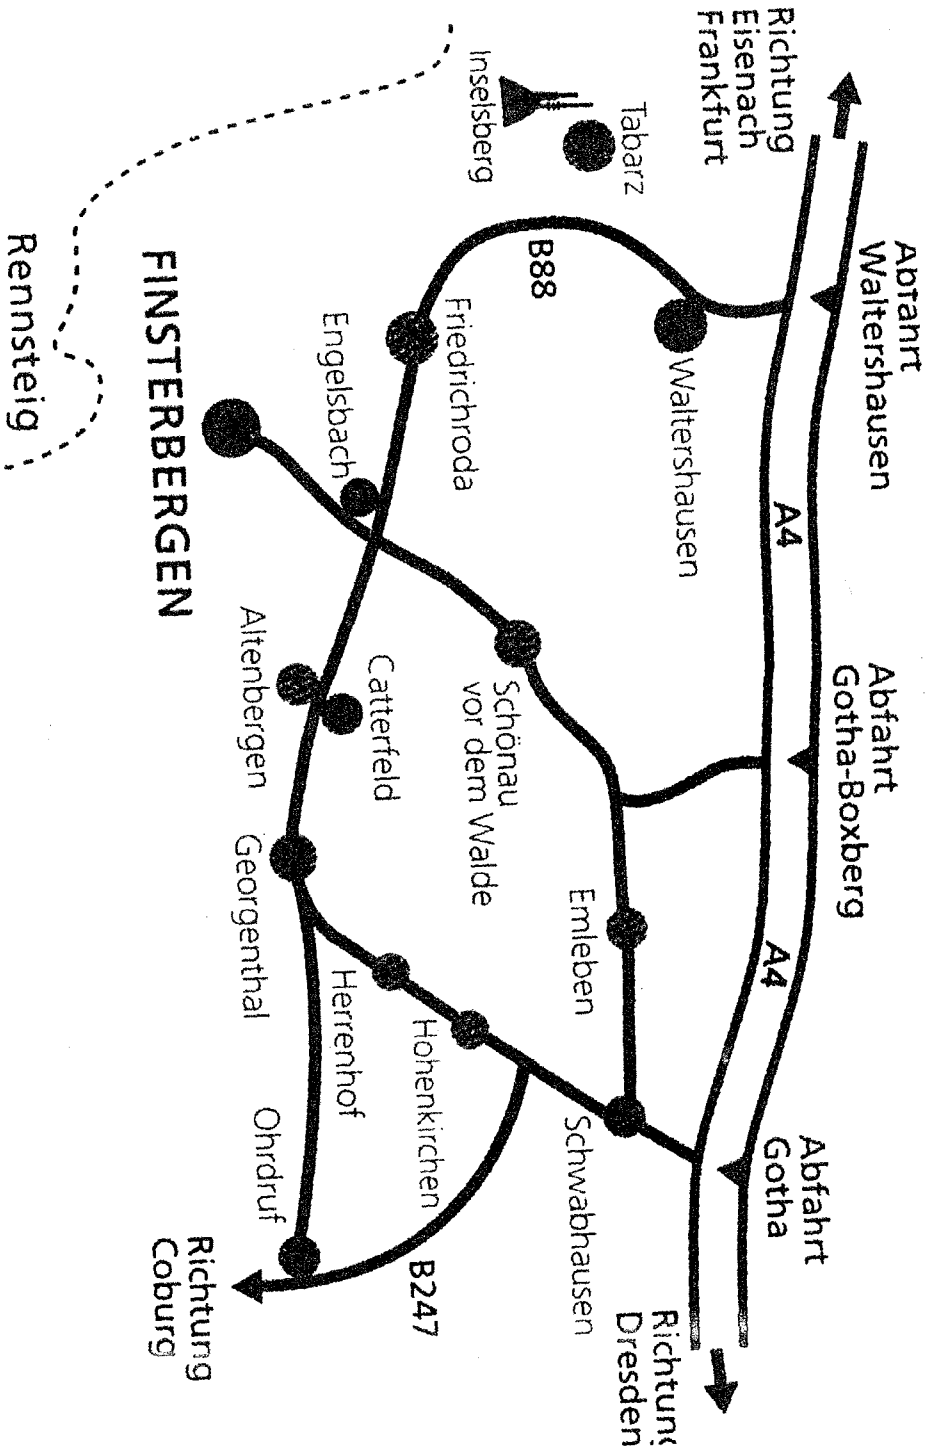 Richtung
Eisenach
Frankfurt
Abfahrt
Waltershausen
Abfahrt
Gotha-Boxberg
Abfahrt
Gotha
Richtung
Dresden
A4
A4
Tabarz
Inselsberg
B88
Waltershausen
Friedrichroda
Engelsbach
FINSTERBERGEN
Rennsteig
Schönau
vor dem Walde
Emleben
Schwabhausen
Catterfeld
Altenbergen
Georgenthal
Herrenhof
Hohenkirchen
Ohrdruf
B247
Richtung
Coburg